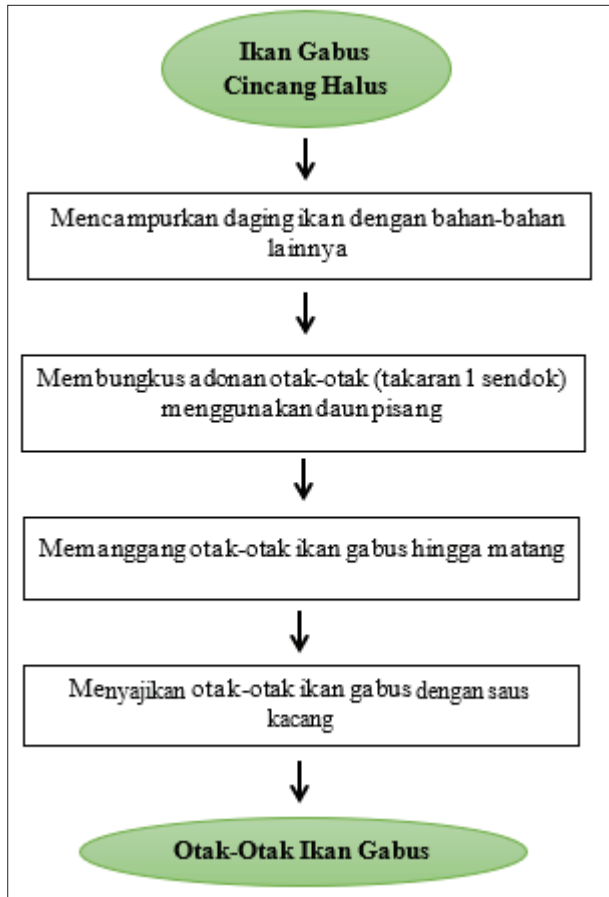 Ikan Gabus
Cincang Halus
Mencampurkan daging ikan dengan bahan-bahan
lainnya
Membungkus adonan otak-otak (takaran 1 sendok)
menggunakan daun pisang
Memanggang otak-otak ikan gabus hingga matang
Menyajikan otak-otak ikan gabus dengan saus
kacang
Otak-Otak Ikan Gabus